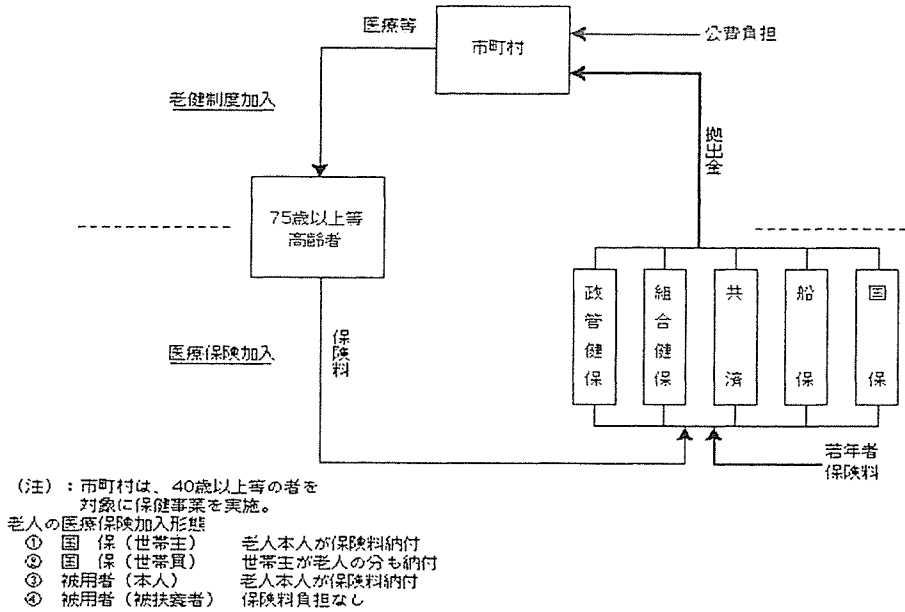 医療等
市町村
公費負担
老健制度加入
拠出金
75歳以上等
高齢者
政管健保
組合健保
共済
船保
国保
医療保険加入
保険料
若年者
保険料
(注):市町村は、40歳以上等の者を
対象に保健事業を実施。
老人の医療保険加入形態
① 国 保(世帯主) 老人本人が保険料納付
② 国 保(世帯員) 世帯主が老人の分も納付
③ 被用者(本人) 老人本人が保険料納付
④ 被用者(被扶養者) 保険料負担なし